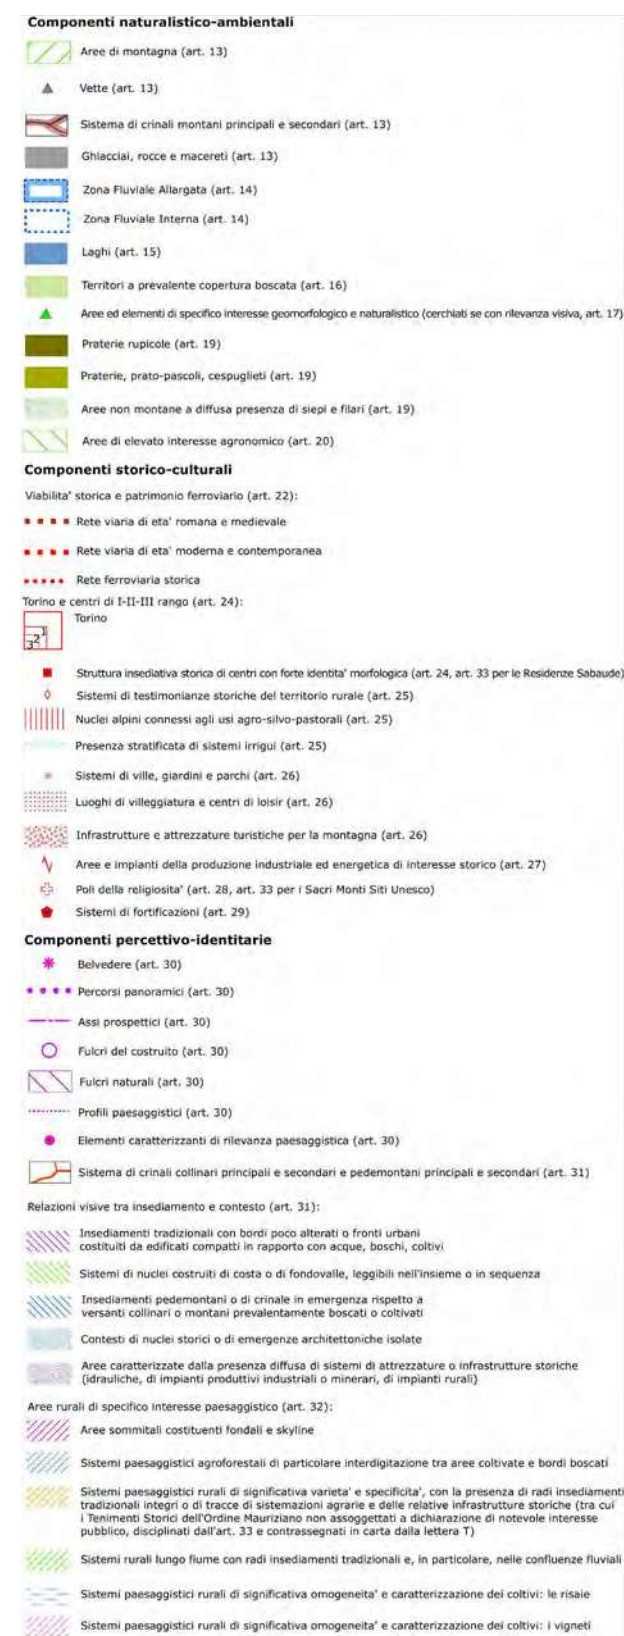 Componenti naturalistico-ambientali
Aree di montagna (art. 13)
Vette (art. 13)
Sistema di crinali montani principali e secondari (art. 13)
Ghiacciai, rocce e macereti (art. 13)
Zona Fluviale Allargata (art. 14)
Zona Fluviale Interna (art. 14)
Laghi (art. 15)
Territori a prevalente copertura boscata (art. 16)
Aree ed elementi di specifico interesse geomorfologico e naturalistico (cerchiati se con rilevanza visiva, art. 17)
Praterie rupicole (art. 19)
Praterie, prato-pascoli, cespuglieti (art. 19)
Aree non montane a diffusa presenza di siepi e filari (art. 19)
Aree di elevato interesse agronomico (art. 20)
Componenti storico-culturali
Viabilita' storica e patrimonio ferroviario (art. 22):
Rete viaria di eta' romana e medievale
Rete viaria di eta' moderna e contemporanea
Rete ferroviaria storica
Torino e centri di I-II-III rango (art. 24):
Torino
321
Struttura insediativa storica di centri con forte identita' morfologica (art. 24, art. 33 per le Residenze Sabaude)
Sistemi di testimonianze storiche del territorio rurale (art. 25)
Nuclei alpini connessi agli usi agro-silvo-pastorali (art. 25)
Presenza stratificata di sistemi irrigui (art. 25)
Sistemi di ville, giardini e parchi (art. 26)
Luoghi di villeggiatura e centri di loisir (art. 26)
Infrastrutture e attrezzature turistiche per la montagna (art. 26)
Aree e impianti della produzione industriale ed energetica di interesse storico (art. 27)
Poli della religiosita' (art. 28, art. 33 per i Sacri Monti Siti Unesco)
Sistemi di fortificazioni (art. 29)
Componenti percettivo-identitarie
Belvedere (art. 30)
Percorsi panoramici (art. 30)
Assi prospettici (art. 30)
Fulcri del costruito (art. 30)
Fulcri naturali (art. 30)
Profili paesaggistici (art. 30)
Elementi caratterizzanti di rilevanza paesaggistica (art. 30)
Sistema di crinali collinari principali e secondari e pedemontani principali e secondari (art. 31)
Relazioni visive tra insediamento e contesto (art. 31):
Insediamenti tradizionali con bordi poco alterati o fronti urbani
costituiti da edificati compatti in rapporto con acque, boschi, coltivi
Sistemi di nuclei costruiti di costa o di fondovalle, leggibili nell'insieme o in sequenza
Insediamenti pedemontani o di crinale in emergenza rispetto a
versanti collinari o montani prevalentemente boscati o coltivati
Contesti di nuclei storici o di emergenze architettoniche isolate
Aree caratterizzate dalla presenza diffusa di sistemi di attrezzature o infrastrutture storiche
(idrauliche, di impianti produttivi industriali o minerari, di impianti rurali)
Aree rurali di specifico interesse paesaggistico (art. 32):
Aree sommitali costituenti fondali e skyline
Sistemi paesaggistici agroforestali di particolare interdigitazione tra aree coltivate e bordi boscati
Sistemi paesaggistici rurali di significativa varieta' e specificita', con la presenza di radi insediamenti
tradizionali integri o di tracce di sistemazioni agrarie e delle relative infrastrutture storiche (tra cui
i Tenimenti Storici dell'Ordine Mauriziano non assoggettati a dichiarazione di notevole interesse
pubblico, disciplinati dall'art. 33 e contrassegnati in carta dalla lettera T)
Sistemi rurali lungo fiume con radi insediamenti tradizionali e, in particolare, nelle confluenze fluviali
Sistemi paesaggistici rurali di significativa omogeneita' e caratterizzazione dei coltivi: le risaie
Sistemi paesaggistici rurali di significativa omogeneita' e caratterizzazione dei coltivi: i vigneti